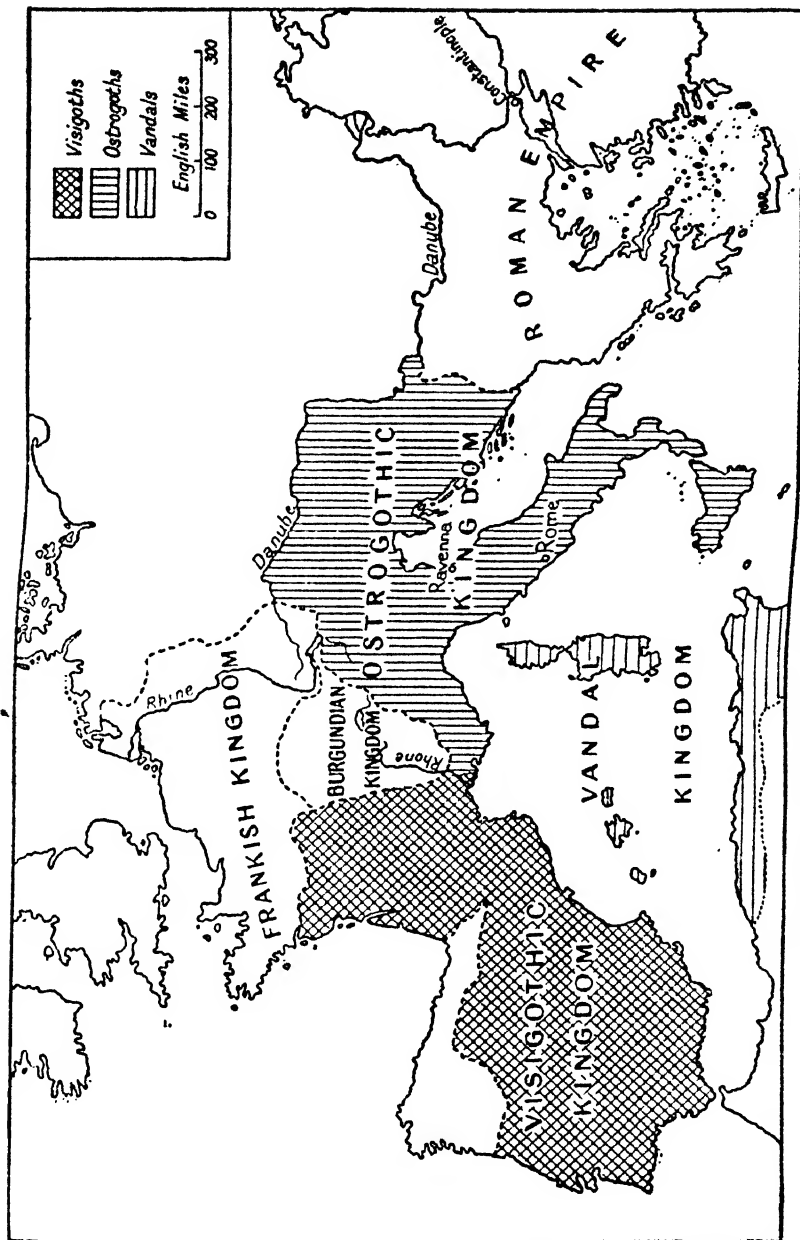 Visigoths
Ostrogoths
Vandals
English Miles
0 100 200 300
Constantinople
ROMAN EMPIRE
Danube
Danube
OSTROGOTHIC
KINGDOM
Ravenna
Rome
Rhine
FRANKISH KINGDOM
BURGUNDIAN
KINGDOM
Rhone
VANDAL
KINGDOM
VISIGOTHIC
KINGDOM